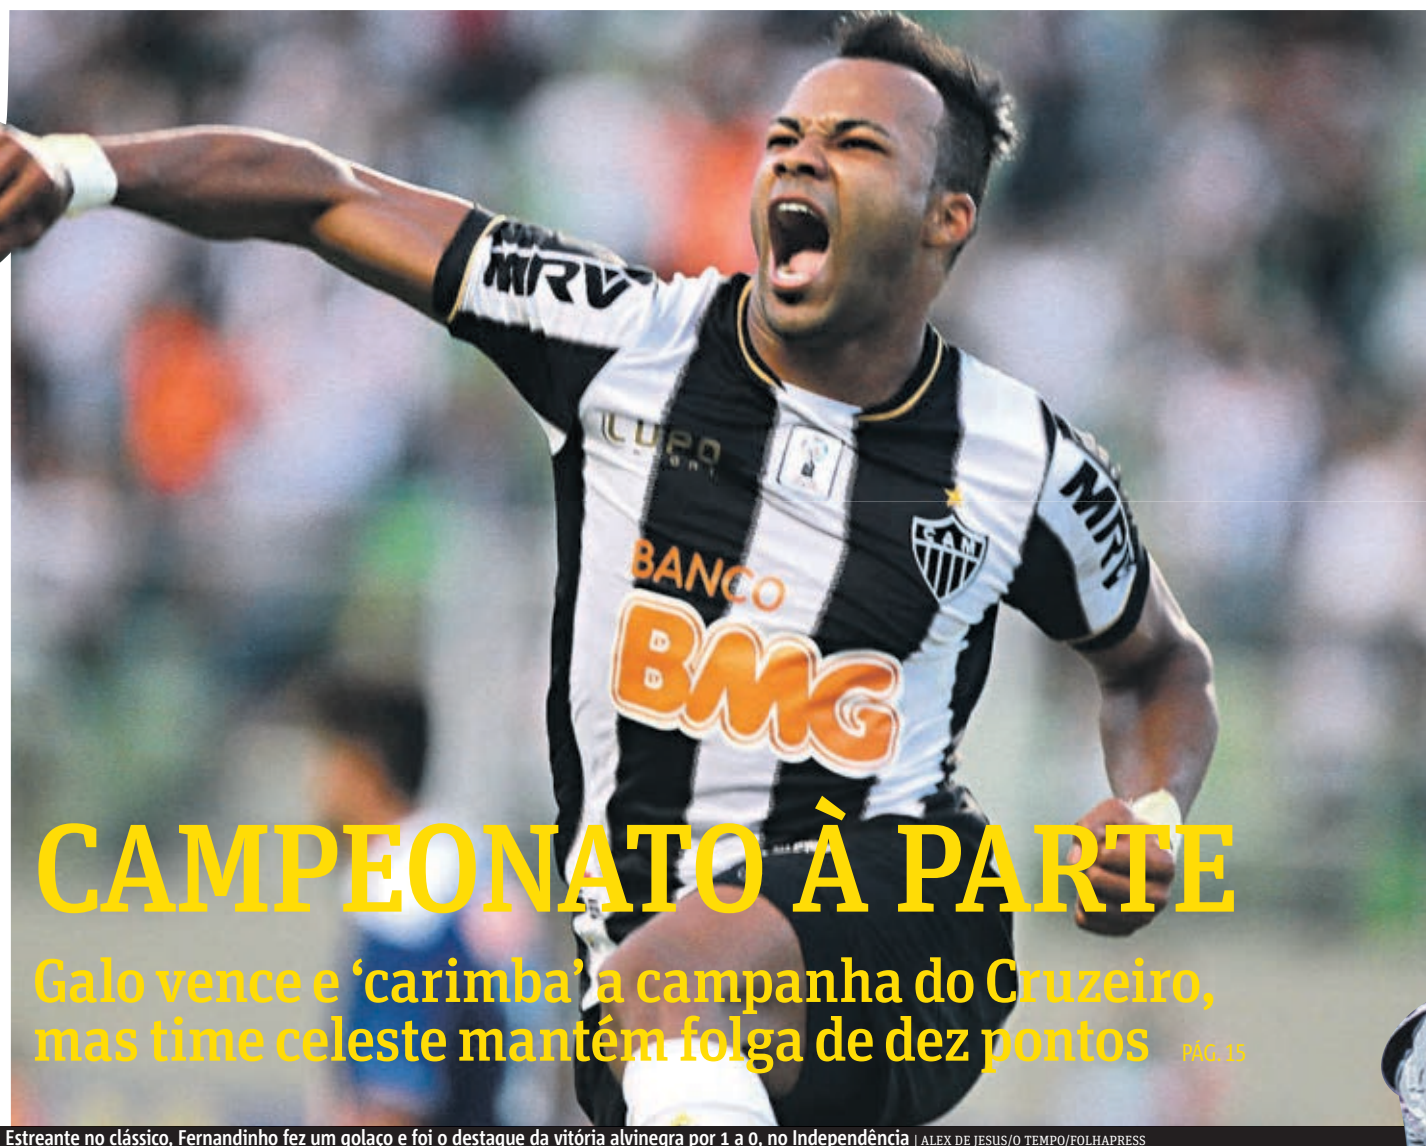 MRV
LUPO
CAM
MRV
BANCO
BMG
CAMPEONATO À PARTE
Galo vence e ‘carimba’ a campanha do Cruzeiro,
mas time celeste mantém folga de dez pontos PÁG. 15
Estreante no clássico, Fernandinho fez um golaço e foi o destaque da vitória alvinegra por 1 a 0, no Independência | ALEX DE JESUS/O TEMPO/FOLHAPRESS